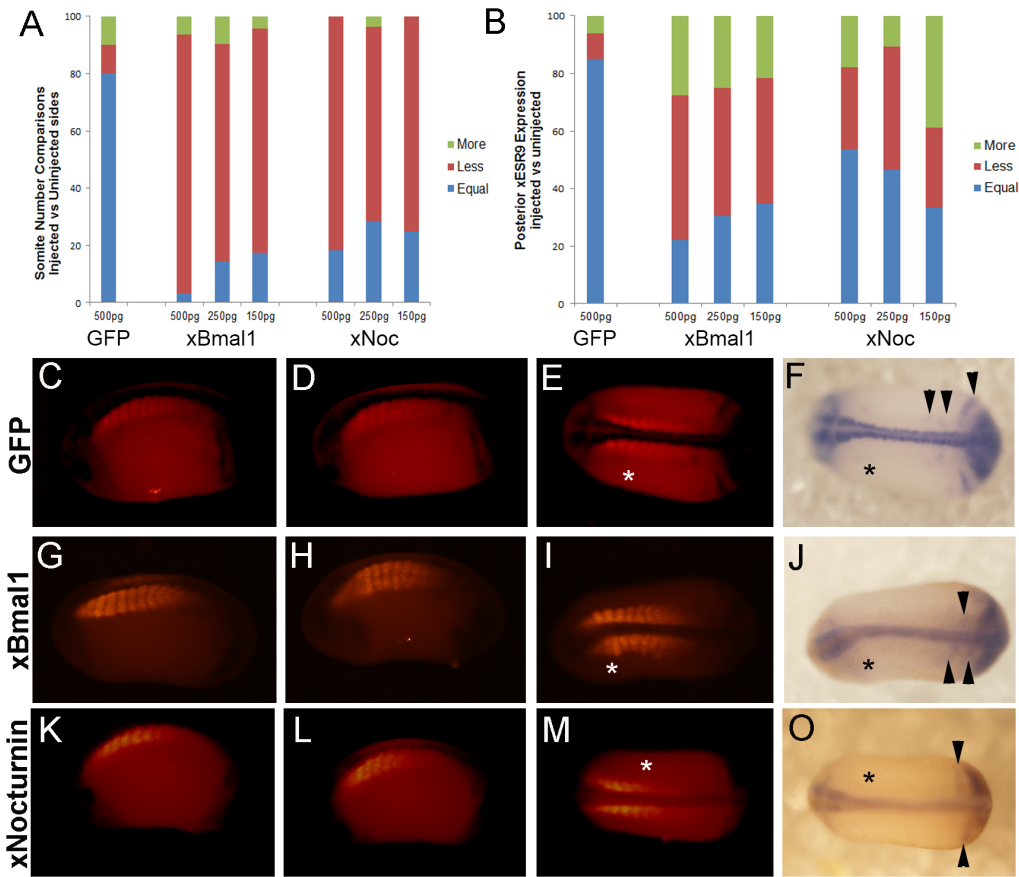 A
Somite Number Comparisons
Injected vs Uninjected sides
100
80
60
40
20
0
500pg
500pg
250pg
150pg
500pg
250pg
150pg
GFP
xBmal1
xNoc
More
Less
Equal
B
Posterior xESR9 Expression
injected vs uninjected
100
80
60
40
20
0
500pg
500pg
250pg
150pg
500pg
250pg
150pg
GFP
xBmal1
xNoc
More
Less
Equal
GFP
C
D
E
*
F
*
xBmal1
G
H
I
*
J
*
xNocturnin
K
L
M
*
O
*